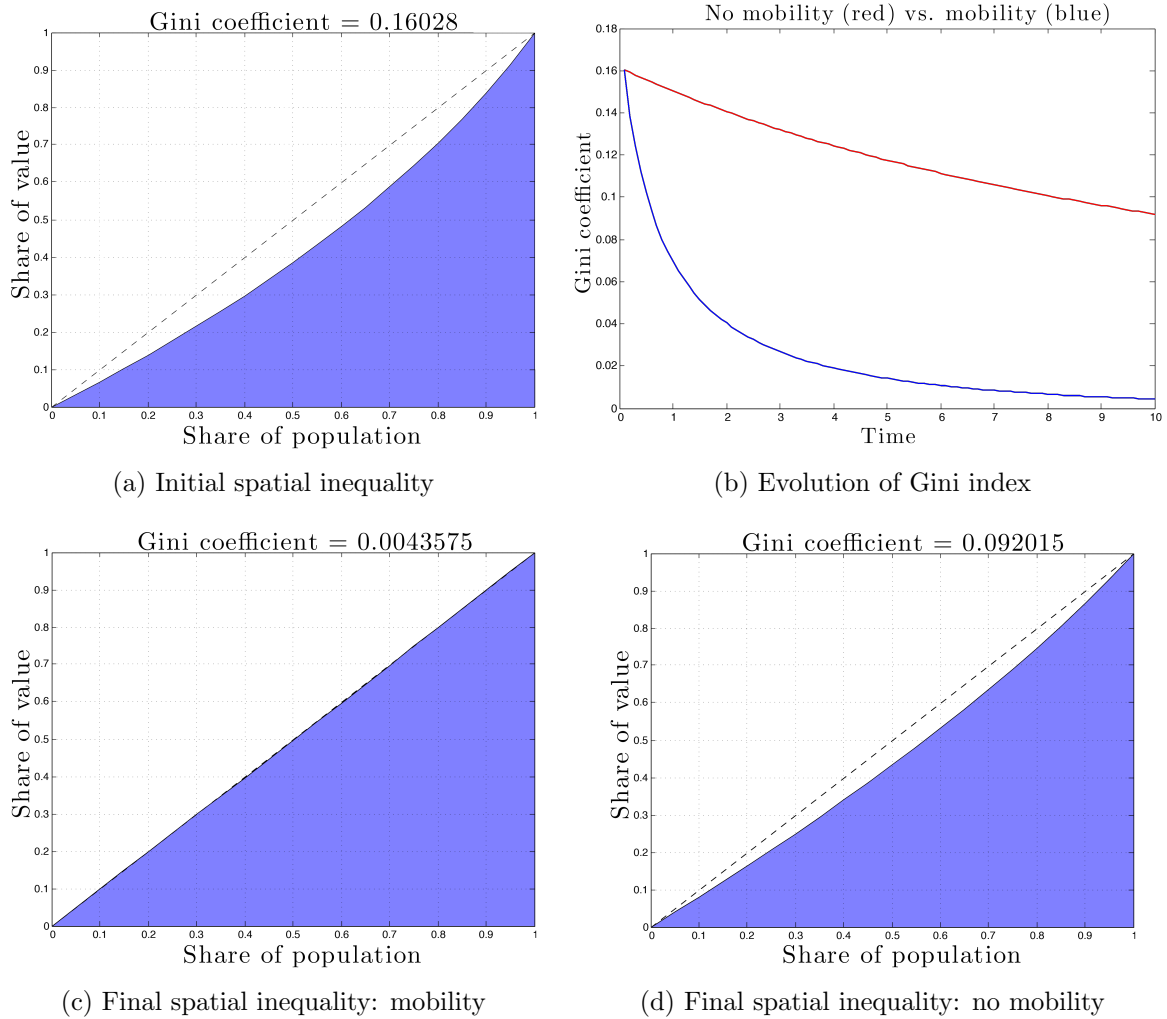 Gini coefficient = 0.16028
1
0.9
0.8
0.7
0.6
0.5
0.4
0.3
0.2
0.1
0
Share of value
0 0.1 0.2 0.3 0.4 0.5 0.6 0.7 0.8 0.9 1
Share of population
(a) Initial spatial inequality
No mobility (red) vs. mobility (blue)
0.18
0.16
0.14
0.12
0.1
0.08
0.06
0.04
0.02
0
Gini coefficient
0 1 2 3 4 5 6 7 8 9 10
Time
(b) Evolution of Gini index
Gini coefficient = 0.0043575
1
0.9
0.8
0.7
0.6
0.5
0.4
0.3
0.2
0.1
0
Share of value
0 0.1 0.2 0.3 0.4 0.5 0.6 0.7 0.8 0.9 1
Share of population
(c) Final spatial inequality: mobility
Gini coefficient = 0.092015
1
0.9
0.8
0.7
0.6
0.5
0.4
0.3
0.2
0.1
0
Share of value
0 0.1 0.2 0.3 0.4 0.5 0.6 0.7 0.8 0.9 1
Share of population
(d) Final spatial inequality: no mobility